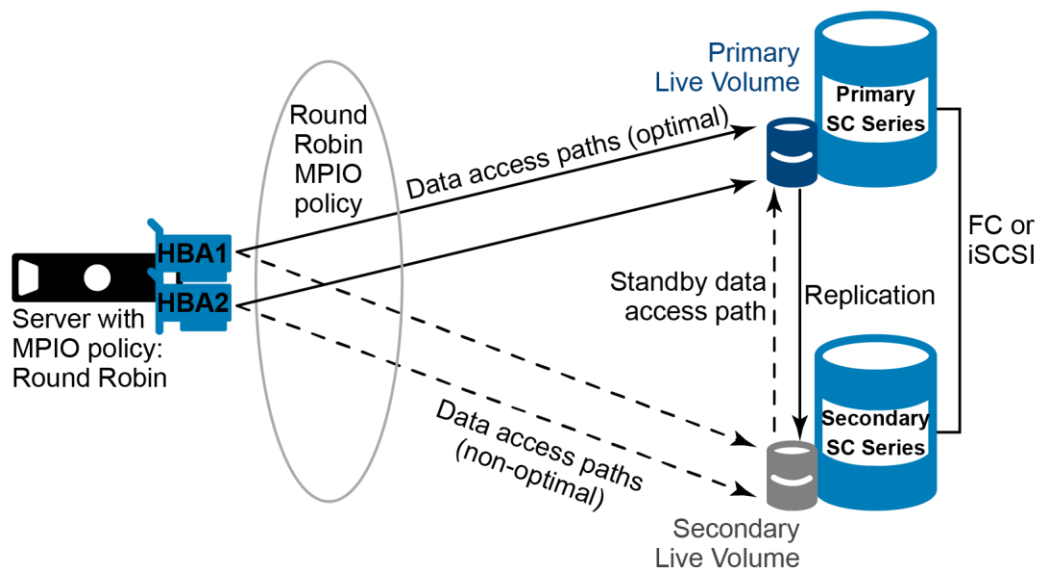 Primary
Live Volume
Primary
SC Series
Round
Robin
MPIO
policy
Data access paths (optimal)
HBA1
HBA2
FC or
iSCSI
Standby data
access path
Replication
Server with
MPIO policy:
Round Robin
Data access paths
(non-optimal)
Secondary
SC Series
Secondary
Live Volume